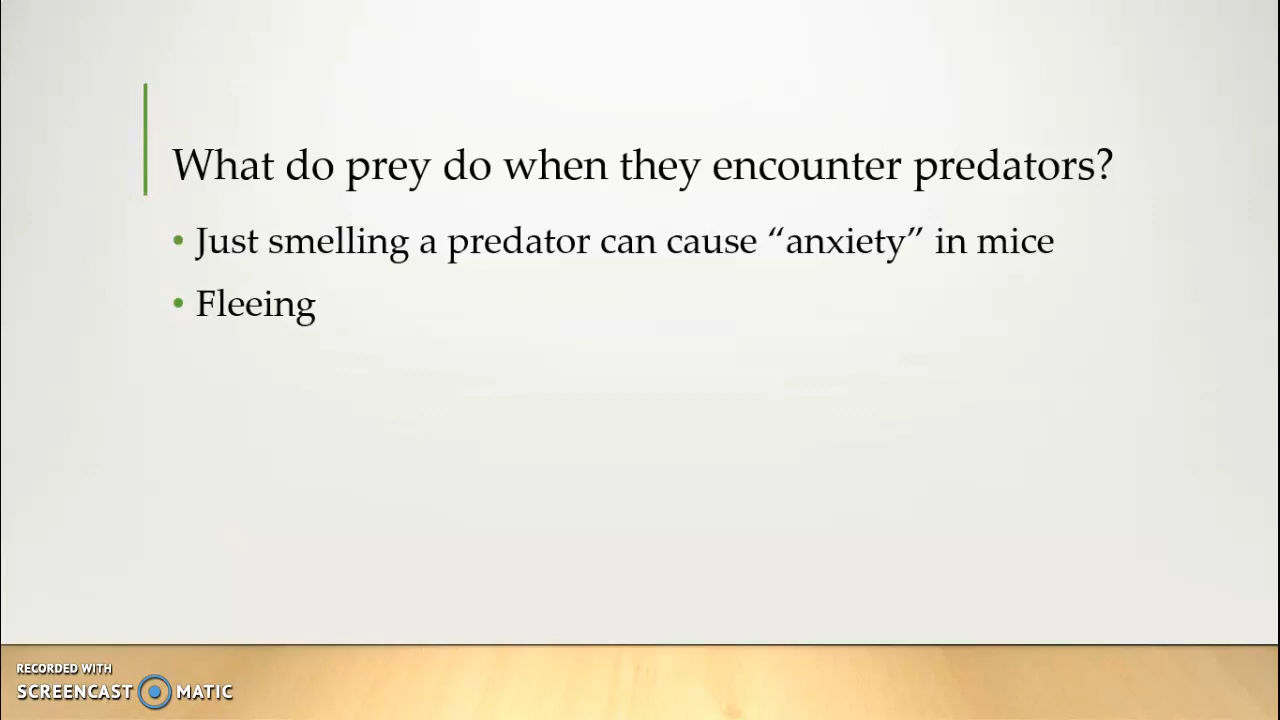 What do prey do when they encounter predators?
• Just smelling a predator can cause “anxiety” in mice
• Fleeing
RECORDED WITH
SCREENCAST MATIC